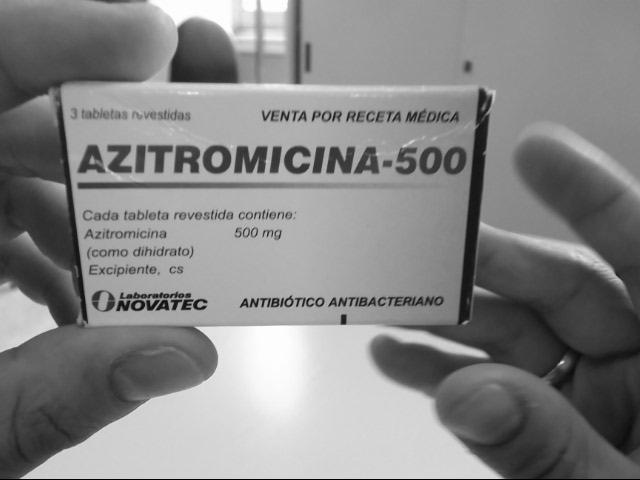 3 tabletas revestidas VENTA POR RECETA MÉDICA
AZITROMICINA-500
Cada tableta revestida contiene:
Azitromicina 500 mg
(como dihidrato)
Excipiente, cs
Laboratorios
NOVATEC ANTIBIÓTICO ANTIBACTERIANO